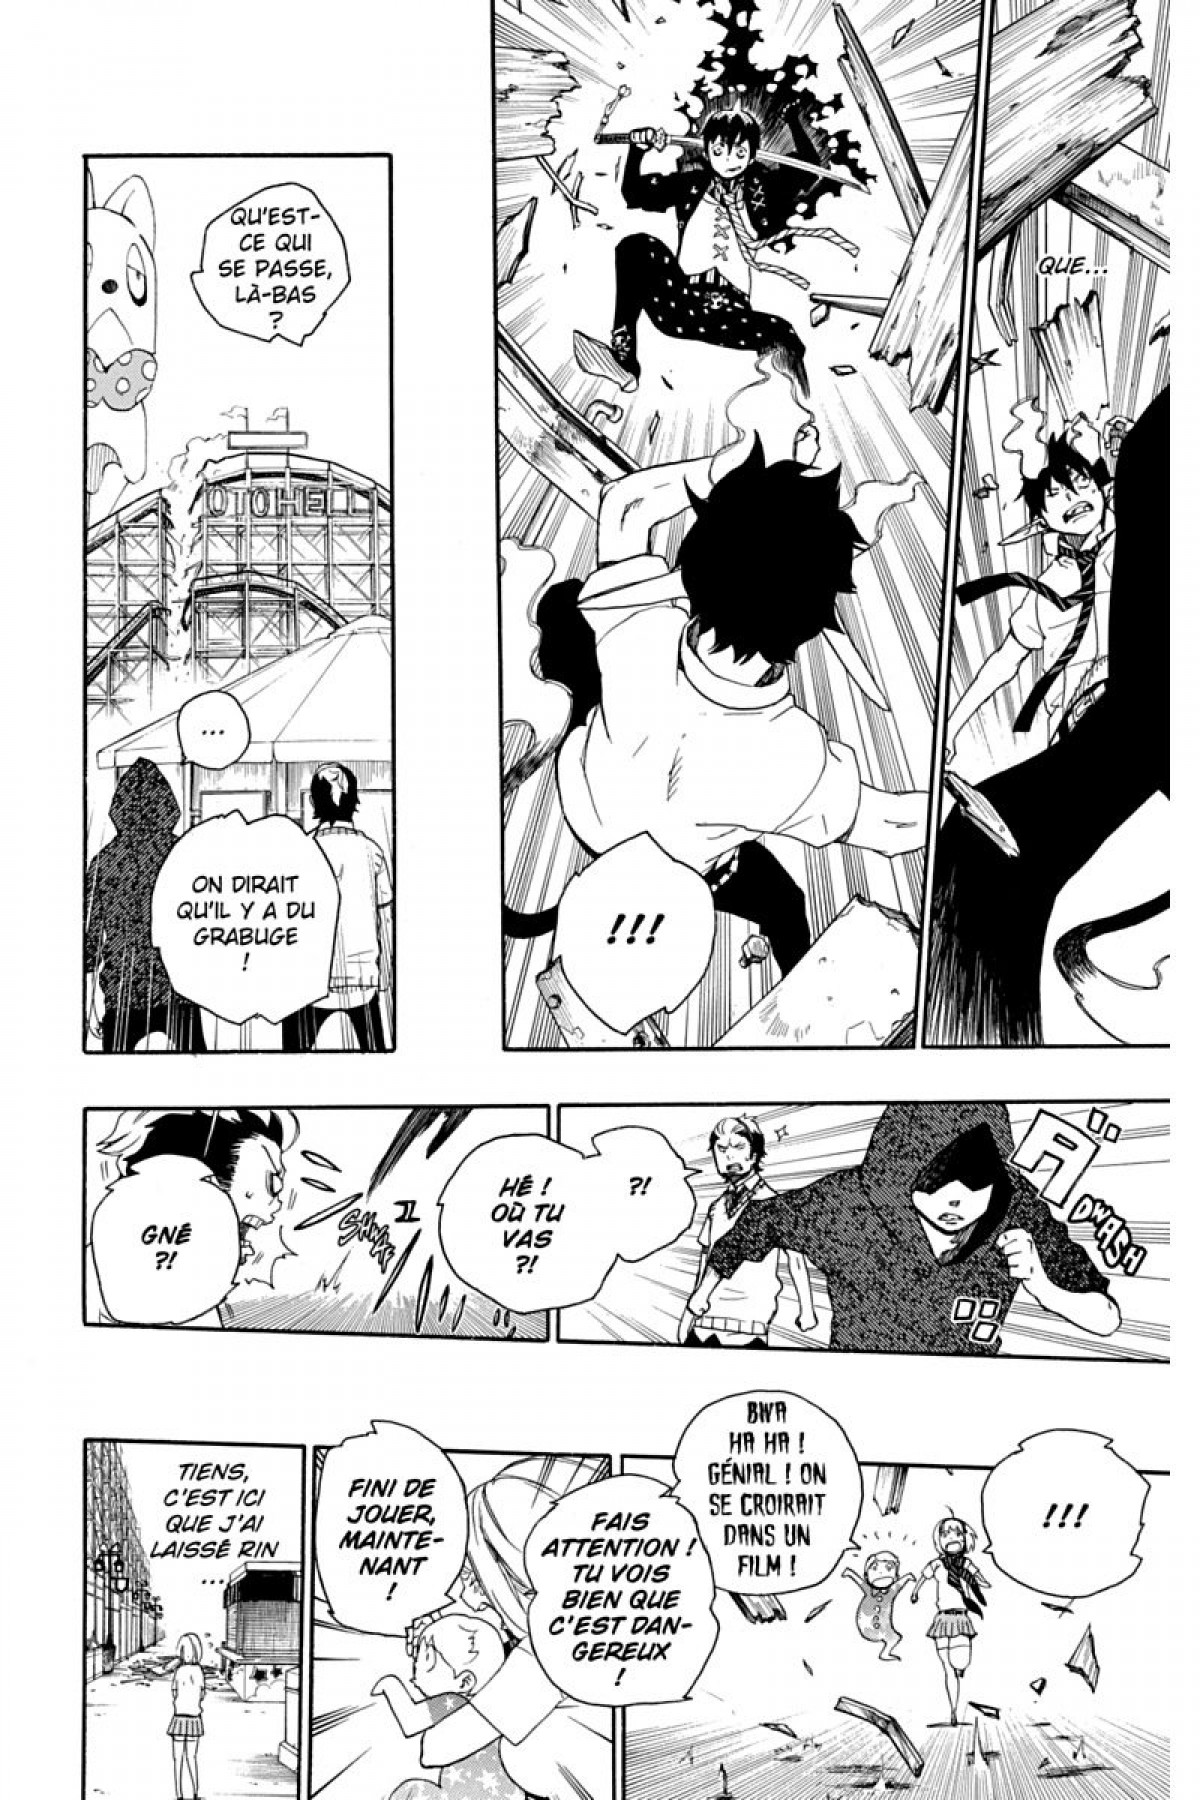 QUE...
!!!
QU'EST-
CE QUI
SE PASSE,
LÀ-BAS
?
OTOHELL
...
ON DIRAIT
QU'IL Y A DU
GRABUGE
!
DWASH
?!
HÉ !
OÙ TU
VAS
?!
SHWAK
GNÉ
?!
!!!
BWA
HA HA !
GÉNIAL ! ON
SE CROIRAIT
DANS UN
FILM !
FAIS
ATTENTION !
TU VOIS
BIEN QUE
C'EST DAN-
GEREUX
!
FINI DE
JOUER,
MAINTE-
NANT
!
TIENS,
C'EST ICI
QUE J'AI
LAISSÉ RIN
...